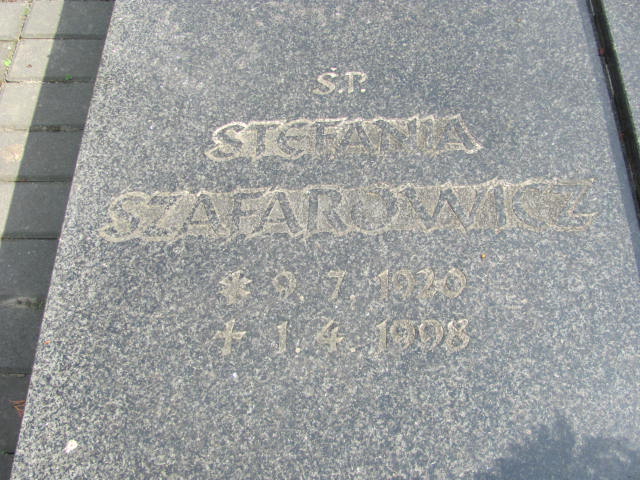 Ś.P.
STEFANIA
SZAFAROWICZ
* 9. 7. 1920
+ 1. 4. 1998